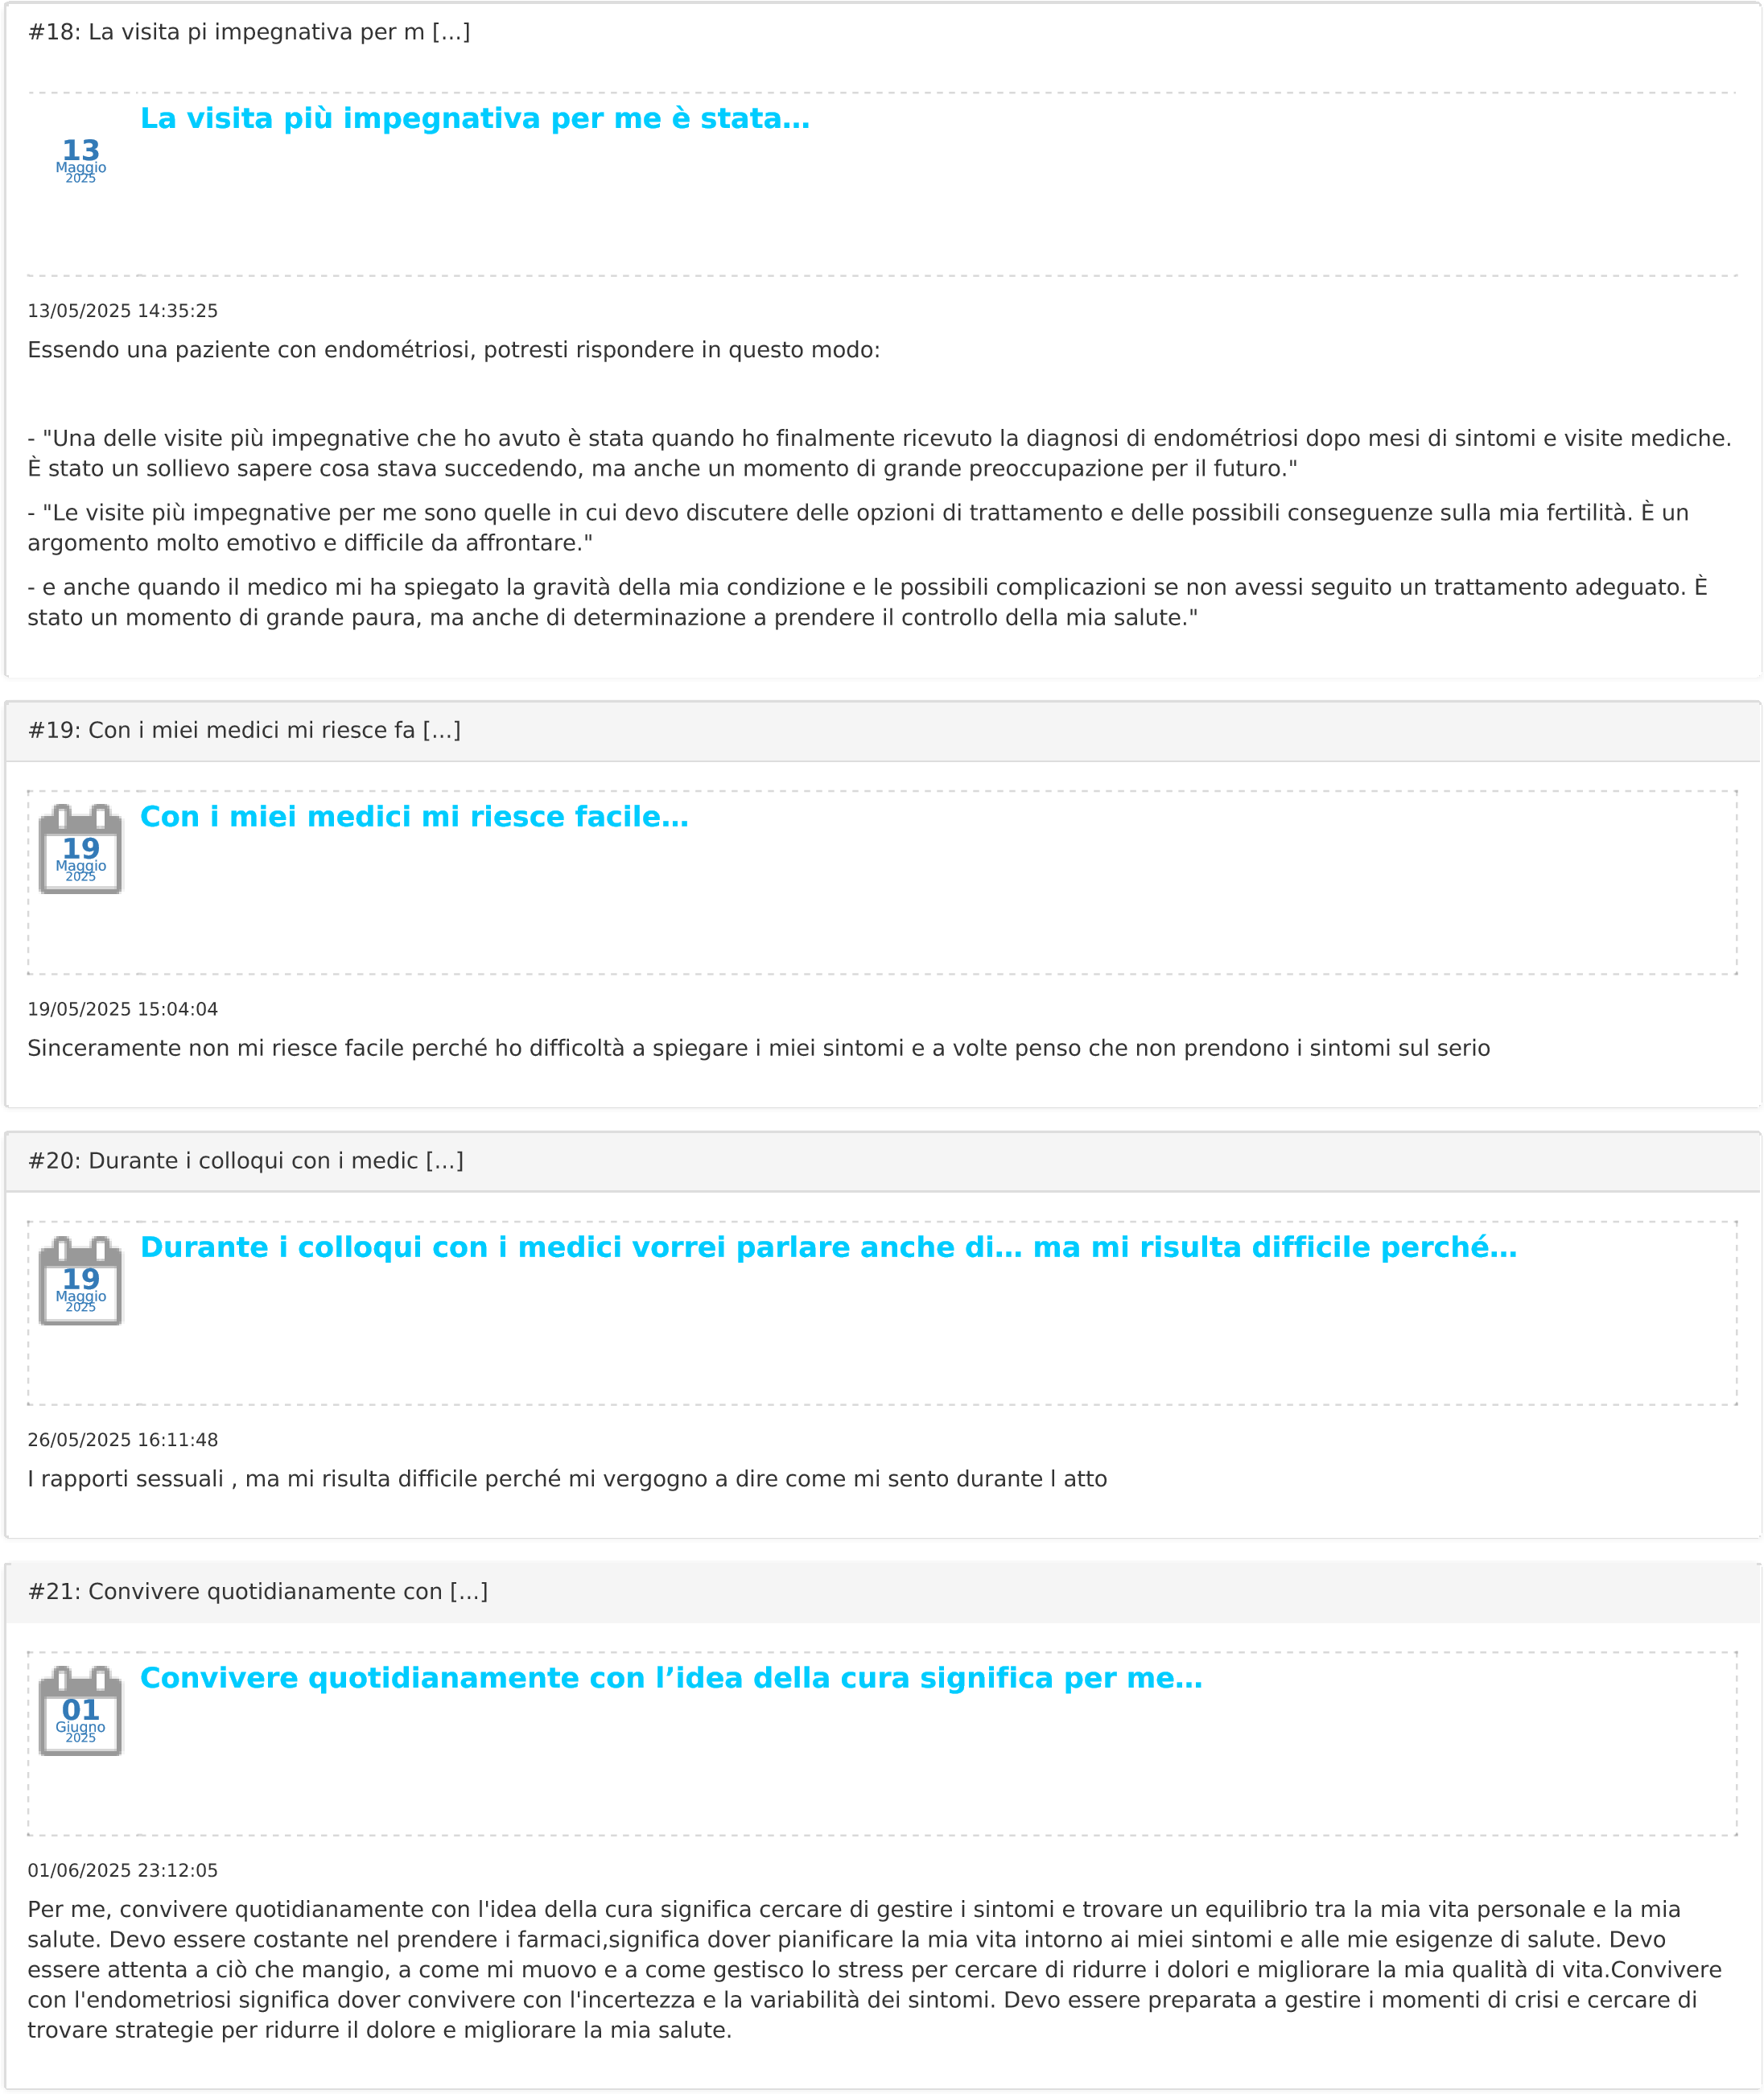 #18: La visita pi impegnativa per m [...]
La visita più impegnativa per me è stata…
13
Maggio
2025
13/05/2025 14:35:25
Essendo una paziente con endométriosi, potresti rispondere in questo modo:
- "Una delle visite più impegnative che ho avuto è stata quando ho finalmente ricevuto la diagnosi di endométriosi dopo mesi di sintomi e visite mediche.
È stato un sollievo sapere cosa stava succedendo, ma anche un momento di grande preoccupazione per il futuro."
- "Le visite più impegnative per me sono quelle in cui devo discutere delle opzioni di trattamento e delle possibili conseguenze sulla mia fertilità. È un
argomento molto emotivo e difficile da affrontare."
- e anche quando il medico mi ha spiegato la gravità della mia condizione e le possibili complicazioni se non avessi seguito un trattamento adeguato. È
stato un momento di grande paura, ma anche di determinazione a prendere il controllo della mia salute."
#19: Con i miei medici mi riesce fa [...]
Con i miei medici mi riesce facile…
19
Maggio
2025
19/05/2025 15:04:04
Sinceramente non mi riesce facile perché ho difficoltà a spiegare i miei sintomi e a volte penso che non prendono i sintomi sul serio
#20: Durante i colloqui con i medic [...]
Durante i colloqui con i medici vorrei parlare anche di… ma mi risulta difficile perché…
19
Maggio
2025
26/05/2025 16:11:48
I rapporti sessuali , ma mi risulta difficile perché mi vergogno a dire come mi sento durante l atto
#21: Convivere quotidianamente con [...]
Convivere quotidianamente con l’idea della cura significa per me…
01
Giugno
2025
01/06/2025 23:12:05
Per me, convivere quotidianamente con l'idea della cura significa cercare di gestire i sintomi e trovare un equilibrio tra la mia vita personale e la mia
salute. Devo essere costante nel prendere i farmaci,significa dover pianificare la mia vita intorno ai miei sintomi e alle mie esigenze di salute. Devo
essere attenta a ciò che mangio, a come mi muovo e a come gestisco lo stress per cercare di ridurre i dolori e migliorare la mia qualità di vita.Convivere
con l'endometriosi significa dover convivere con l'incertezza e la variabilità dei sintomi. Devo essere preparata a gestire i momenti di crisi e cercare di
trovare strategie per ridurre il dolore e migliorare la mia salute.